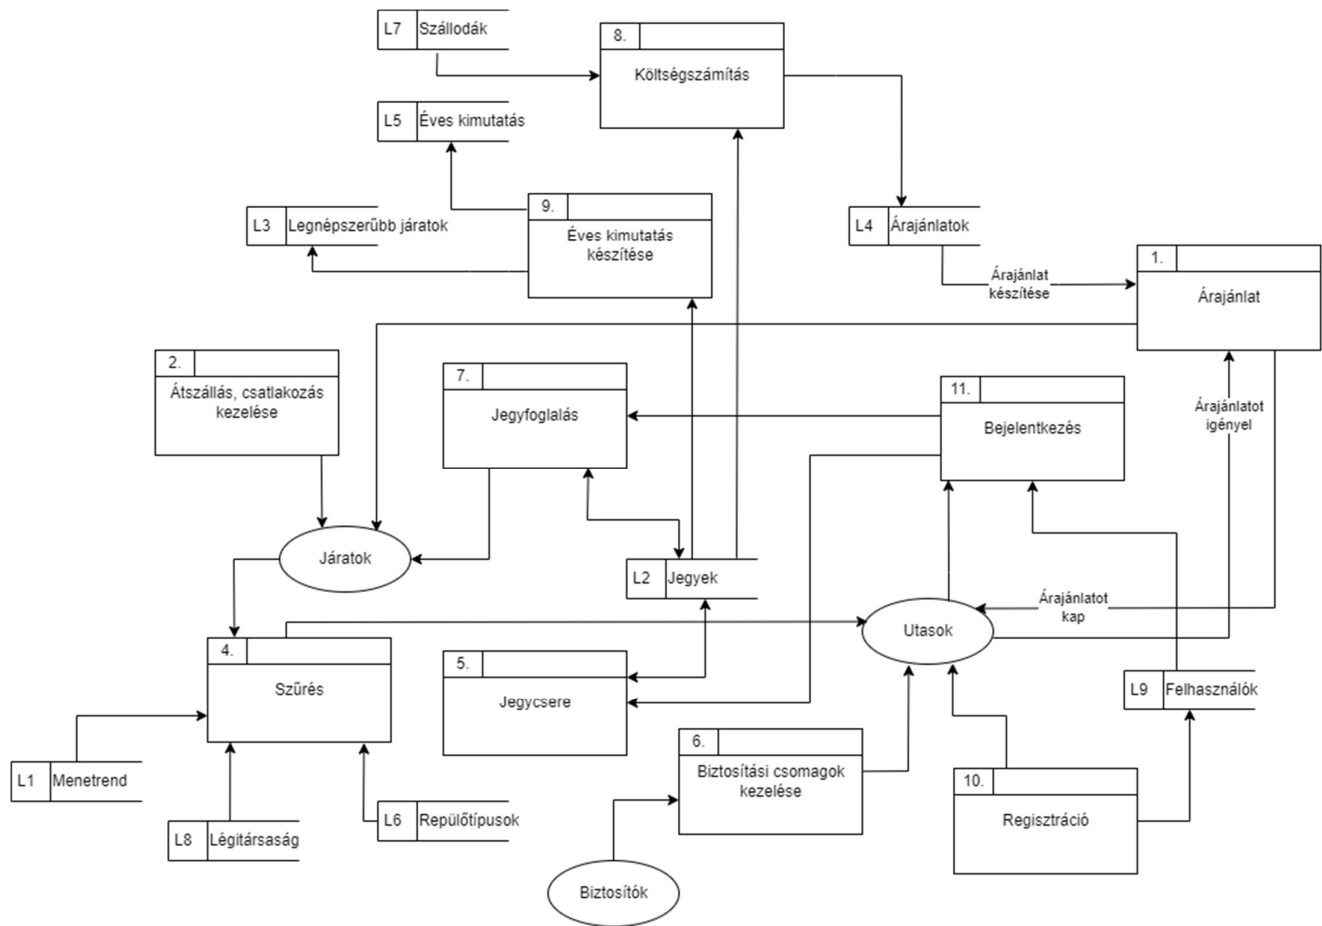 L7 Szállodák
8.
Költségszámítás
L5 Éves kimutatás
9.
Éves kimutatás
készítése
L3 Legnépszerűbb járatok
L4 Árajánlatok
1.
Árajánlat
Árajánlat
készítése
2.
Átszállás, csatlakozás
kezelése
7.
Jegyfoglalás
11.
Bejelentkezés
Árajánlatot
igényel
Járatok
L2 Jegyek
Árajánlatot
kap
Utasok
4.
Szűrés
5.
Jegycsere
L9 Felhasználók
6.
Biztosítási csomagok
kezelése
10.
Regisztráció
L1 Menetrend
L8 Légitársaság
L6 Repülőtípusok
Biztosítók